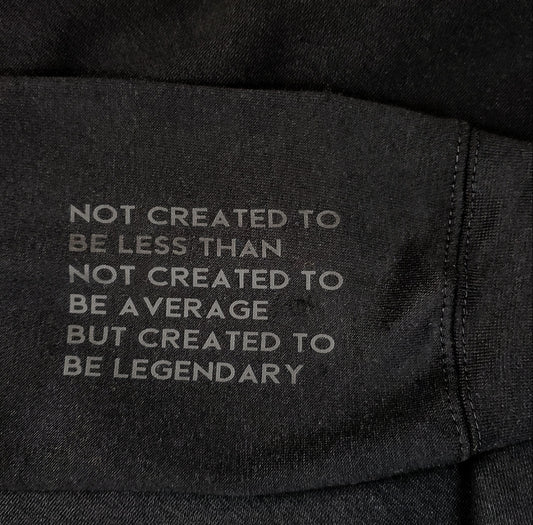 NOT CREATED TO
BE LESS THAN
NOT CREATED TO
BE AVERAGE
BUT CREATED TO
BE LEGENDARY